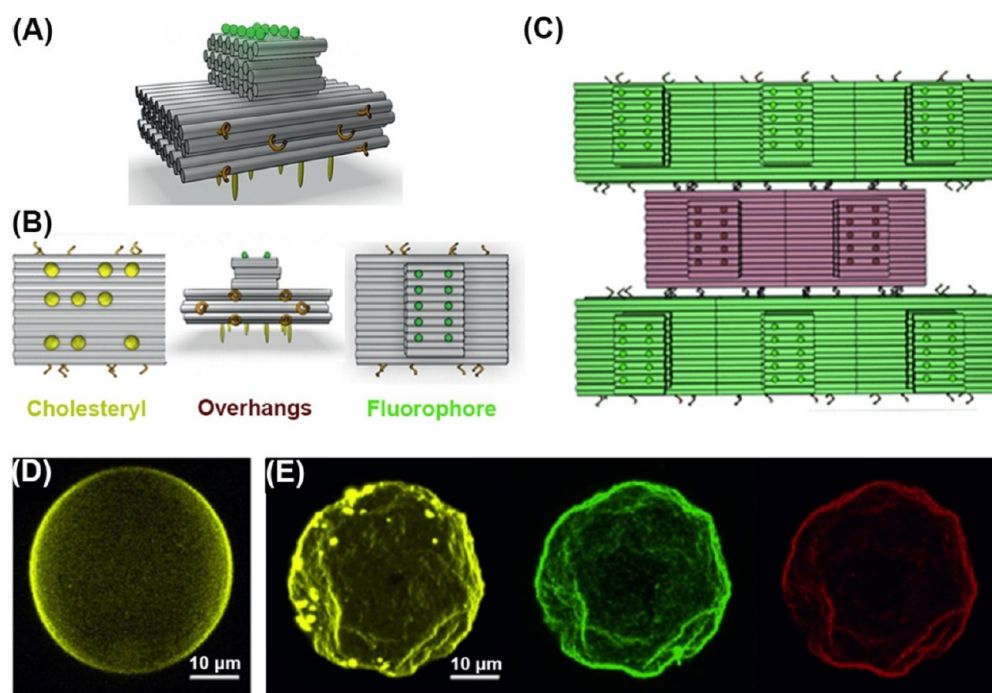 (A)
(C)
(B)
Cholesteryl
Overhangs
Fluorophore
(D)
(E)
10 µm
10 µm